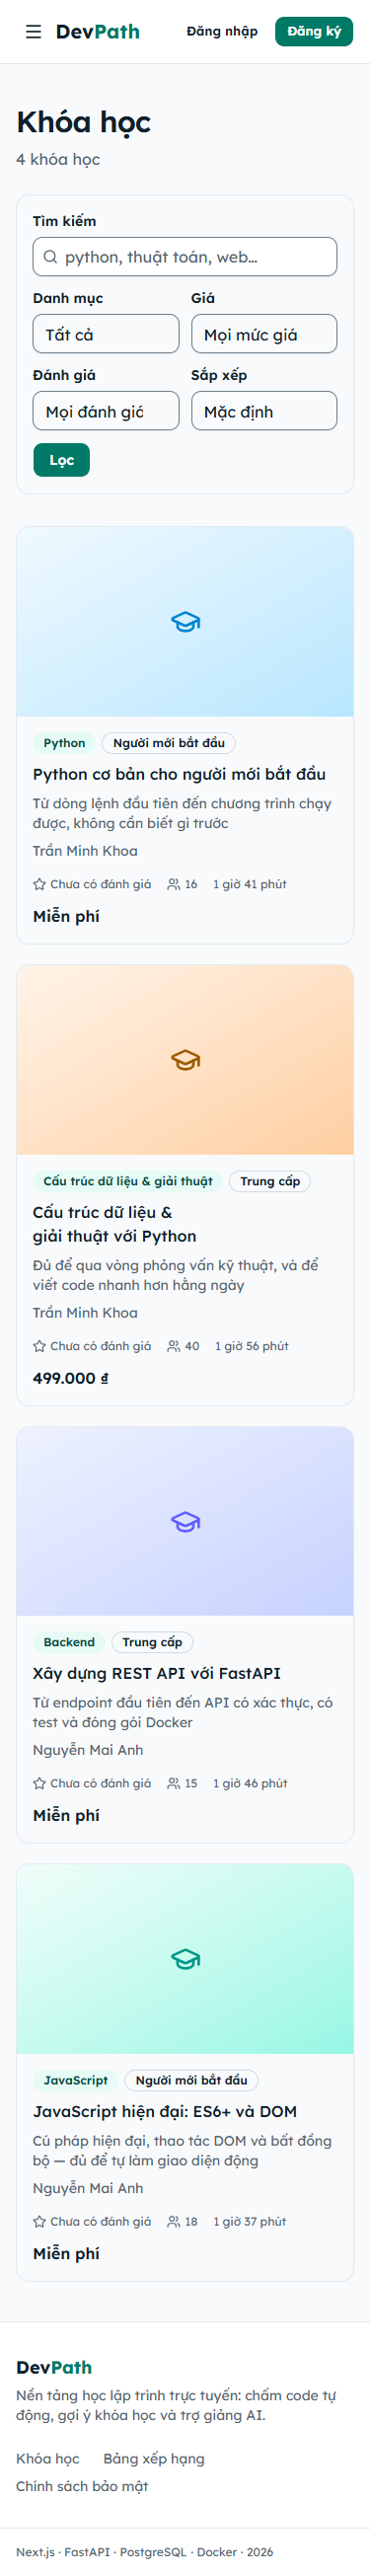 DevPath
Đăng nhập
Đăng ký
Khóa học
4 khóa học
Tìm kiếm
python, thuật toán, web...
Danh mục
Giá
Tất cả
Mọi mức giá
Đánh giá
Sắp xếp
Mọi đánh giá
Mặc định
Lọc
Python
Người mới bắt đầu
Python cơ bản cho người mới bắt đầu
Từ dòng lệnh đầu tiên đến chương trình chạy
được, không cần biết gì trước
Trần Minh Khoa
Chưa có đánh giá
16
1 giờ 41 phút
Miễn phí
Cấu trúc dữ liệu & giải thuật
Trung cấp
Cấu trúc dữ liệu &
giải thuật với Python
Đủ để qua vòng phỏng vấn kỹ thuật, và để
viết code nhanh hơn hằng ngày
Trần Minh Khoa
Chưa có đánh giá
40
1 giờ 56 phút
499.000 ₫
Backend
Trung cấp
Xây dựng REST API với FastAPI
Từ endpoint đầu tiên đến API có xác thực, có
test và đóng gói Docker
Nguyễn Mai Anh
Chưa có đánh giá
15
1 giờ 46 phút
Miễn phí
JavaScript
Người mới bắt đầu
JavaScript hiện đại: ES6+ và DOM
Cú pháp hiện đại, thao tác DOM và bất đồng
bộ — đủ để tự làm giao diện động
Nguyễn Mai Anh
Chưa có đánh giá
18
1 giờ 37 phút
Miễn phí
DevPath
Nền tảng học lập trình trực tuyến: chấm code tự
động, gợi ý khóa học và trợ giảng AI.
Khóa học
Bảng xếp hạng
Chính sách bảo mật
Next.js · FastAPI · PostgreSQL · Docker · 2026